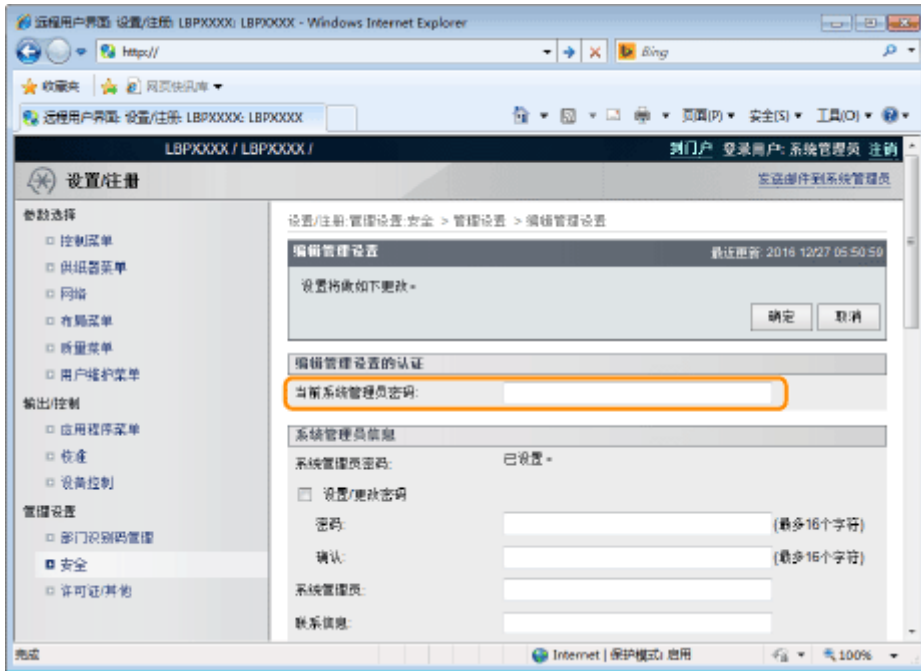 远程用户界面: 设置/注册: LBPXXXX: LBPXXXX - Windows Internet Explorer
http://
Bing
收藏夹 网页快讯库
远程用户界面: 设置/注册: LBPXXXX: LBPXXXX 页面(P) 安全(S) 工具(O)
LBPXXXX / LBPXXXX / 到门户 登录用户: 系统管理员 注销
设置/注册 发送邮件到系统管理员
参数选择
控制菜单
供纸器菜单
网络
布局菜单
质量菜单
用户维护菜单
输出/控制
应用程序菜单
校准
设备控制
管理设置
部门识别码管理
安全
许可证/其他
设置/注册:管理设置:安全 > 管理设置 > 编辑管理设置
编辑管理设置 最近更新: 2016 12/27 05:50:59
设置将做如下更改。
确定 取消
编辑管理设置的认证
当前系统管理员密码:
系统管理员信息
系统管理员密码: 已设置。
设置/更改密码
密码: (最多16个字符)
确认: (最多16个字符)
系统管理员:
联系信息:
完成 Internet | 保护模式: 启用 100%